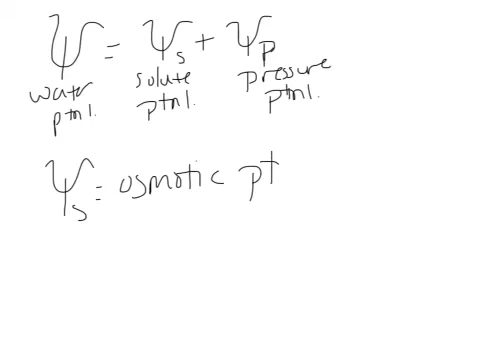 Ψ = Ψs + Ψp
water ptnl. solute ptnl. pressure ptnl.
Ψs = osmotic pt